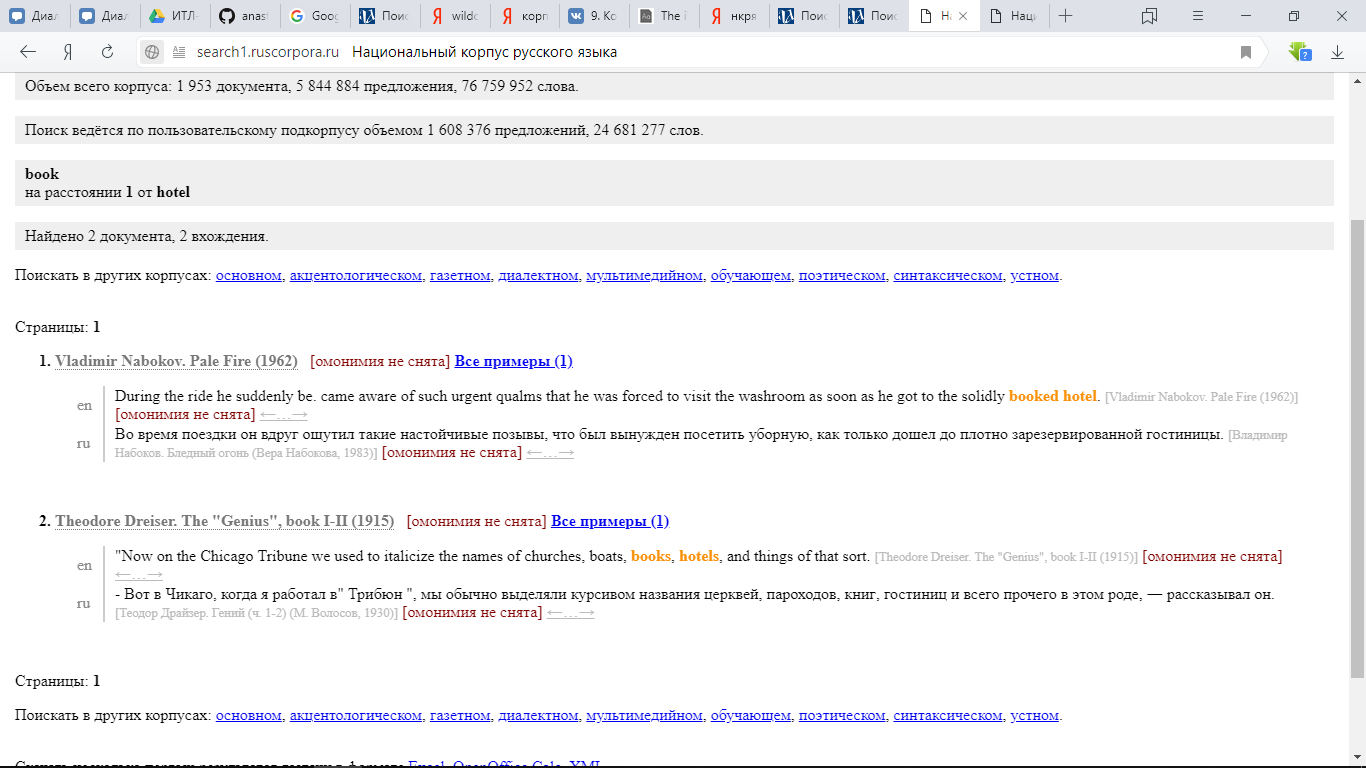 Диал
Диал
ИТЛ-
anas
Goog
Поис
wildc
корп
9. Ко
The i
нкря
Поис
Поис
На
Наци
search1.ruscorpora.ru Национальный корпус русского языка
Объем всего корпуса: 1 953 документа, 5 844 884 предложения, 76 759 952 слова.
Поиск ведётся по пользовательскому подкорпусу объемом 1 608 376 предложений, 24 681 277 слов.
book
на расстоянии 1 от hotel
Найдено 2 документа, 2 вхождения.
Поискать в других корпусах: основном, акцентологическом, газетном, диалектном, мультимедийном, обучающем, поэтическом, синтаксическом, устном.
Страницы: 1
1. Vladimir Nabokov. Pale Fire (1962) [омонимия не снята] Все примеры (1)
en During the ride he suddenly be. came aware of such urgent qualms that he was forced to visit the washroom as soon as he got to the solidly booked hotel. [Vladimir Nabokov. Pale Fire (1962)]
[омонимия не снята] ←...→
ru Во время поездки он вдруг ощутил такие настойчивые позывы, что был вынужден посетить уборную, как только дошел до плотно зарезервированной гостиницы. [Владимир
Набоков. Бледный огонь (Вера Набокова, 1983)] [омонимия не снята] ←...→
2. Theodore Dreiser. The "Genius", book I-II (1915) [омонимия не снята] Все примеры (1)
en "Now on the Chicago Tribune we used to italicize the names of churches, boats, books, hotels, and things of that sort. [Theodore Dreiser. The "Genius", book I-II (1915)] [омонимия не снята]
←...→
ru - Вот в Чикаго, когда я работал в" Трибюн ", мы обычно выделяли курсивом названия церквей, пароходов, книг, гостиниц и всего прочего в этом роде, — рассказывал он.
[Теодор Драйзер. Гений (ч. 1-2) (М. Волосов, 1930)] [омонимия не снята] ←...→
Страницы: 1
Поискать в других корпусах: основном, акцентологическом, газетном, диалектном, мультимедийном, обучающем, поэтическом, синтаксическом, устном.